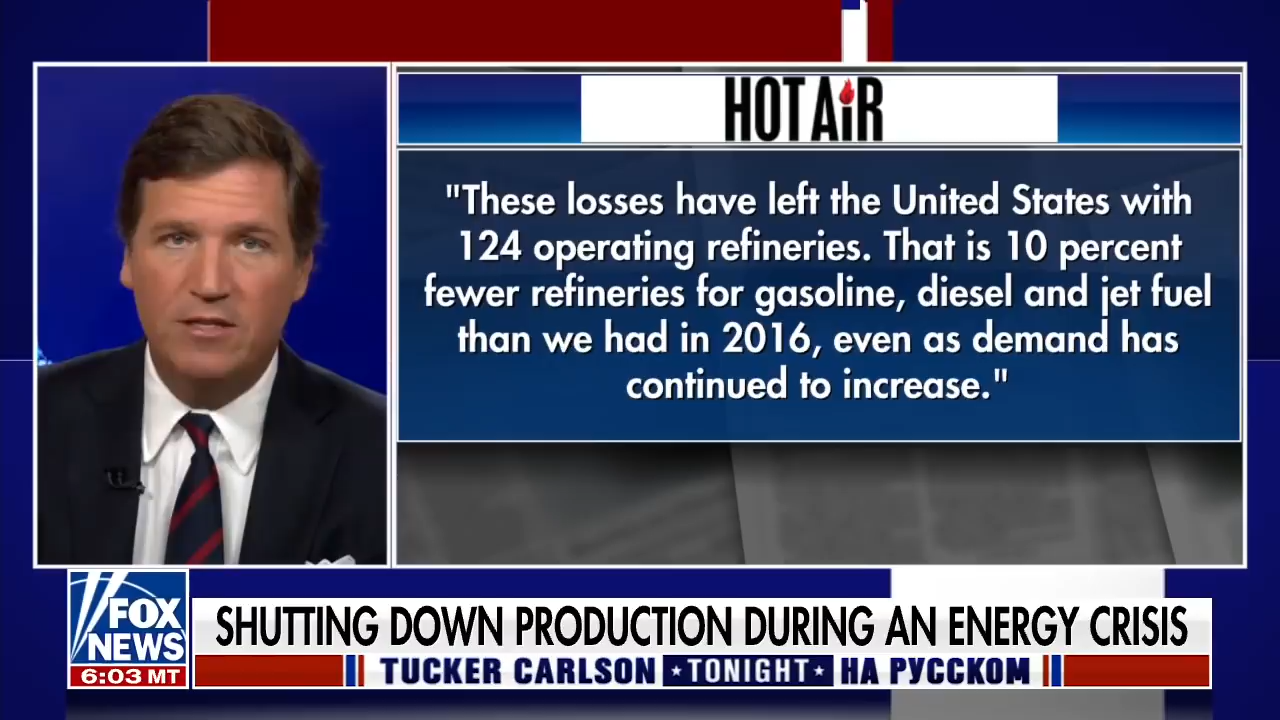 HOT AiR
"These losses have left the United States with
124 operating refineries. That is 10 percent
fewer refineries for gasoline, diesel and jet fuel
than we had in 2016, even as demand has
continued to increase."
FOX
NEWS
6:03 MT
SHUTTING DOWN PRODUCTION DURING AN ENERGY CRISIS
TUCKER CARLSON ★TONIGHT★ НА РУССКОМ